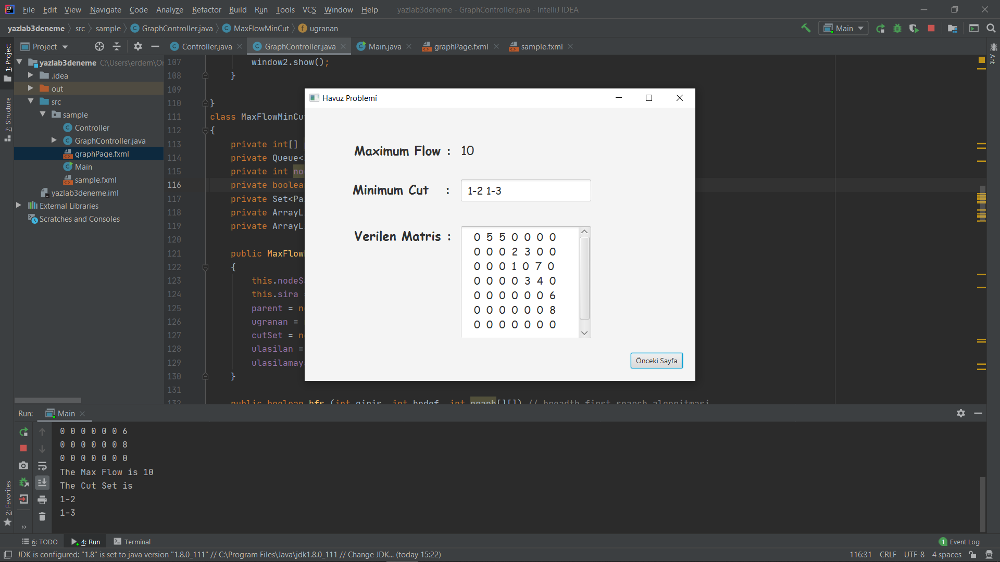 File Edit View Navigate Code Analyze Refactor Build Run Tools VCS Window Help yazlab3deneme - GraphController.java - IntelliJ IDEA
yazlab3deneme src sample GraphController.java MaxFlowMinCut ugranan Main
1: Project
7: Structure
2: Favorites
Ant
Project
Controller.java GraphController.java Main.java graphPage.fxml sample.fxml
yazlab3deneme C:\Users\erdem\
.idea
out
src
sample
Controller
GraphController.java
graphPage.fxml
Main
sample.fxml
yazlab3deneme.iml
External Libraries
Scratches and Consoles
107 window2.show();
108 }
109
110 }
111 class MaxFlowMinCu
112 {
113 private int[]
114 private Queue<
115 private int no
116 private boolea
117 private Set<Pa
118 private ArrayL
119 private ArrayL
120
121 public MaxFlow
122 {
123 this.nodeS
124 this.sira =
125 parent = n
126 ugranan =
127 cutSet = n
128 ulasilan =
129 ulasilamay
130 }
131
132 public boolean bfs (int giris, int hedef, int graph[][]) // breadth first search algoritmasi
Havuz Problemi
Maximum Flow : 10
Minimum Cut : 1-2 1-3
Verilen Matris :
0 5 5 0 0 0 0
0 0 0 2 3 0 0
0 0 0 1 0 7 0
0 0 0 0 3 4 0
0 0 0 0 0 0 6
0 0 0 0 0 0 8
0 0 0 0 0 0 0
Önceki Sayfa
Run: Main
0 0 0 0 0 0 6
0 0 0 0 0 0 8
0 0 0 0 0 0 0
The Max Flow is 10
The Cut Set is
1-2
1-3
6: TODO 4: Run Terminal 1 Event Log
JDK is configured: "1.8" is set to java version "1.8.0_111" // C:\Program Files\Java\jdk1.8.0_111 // Change JDK... (today 15:22) 116:31 CRLF UTF-8 4 spaces